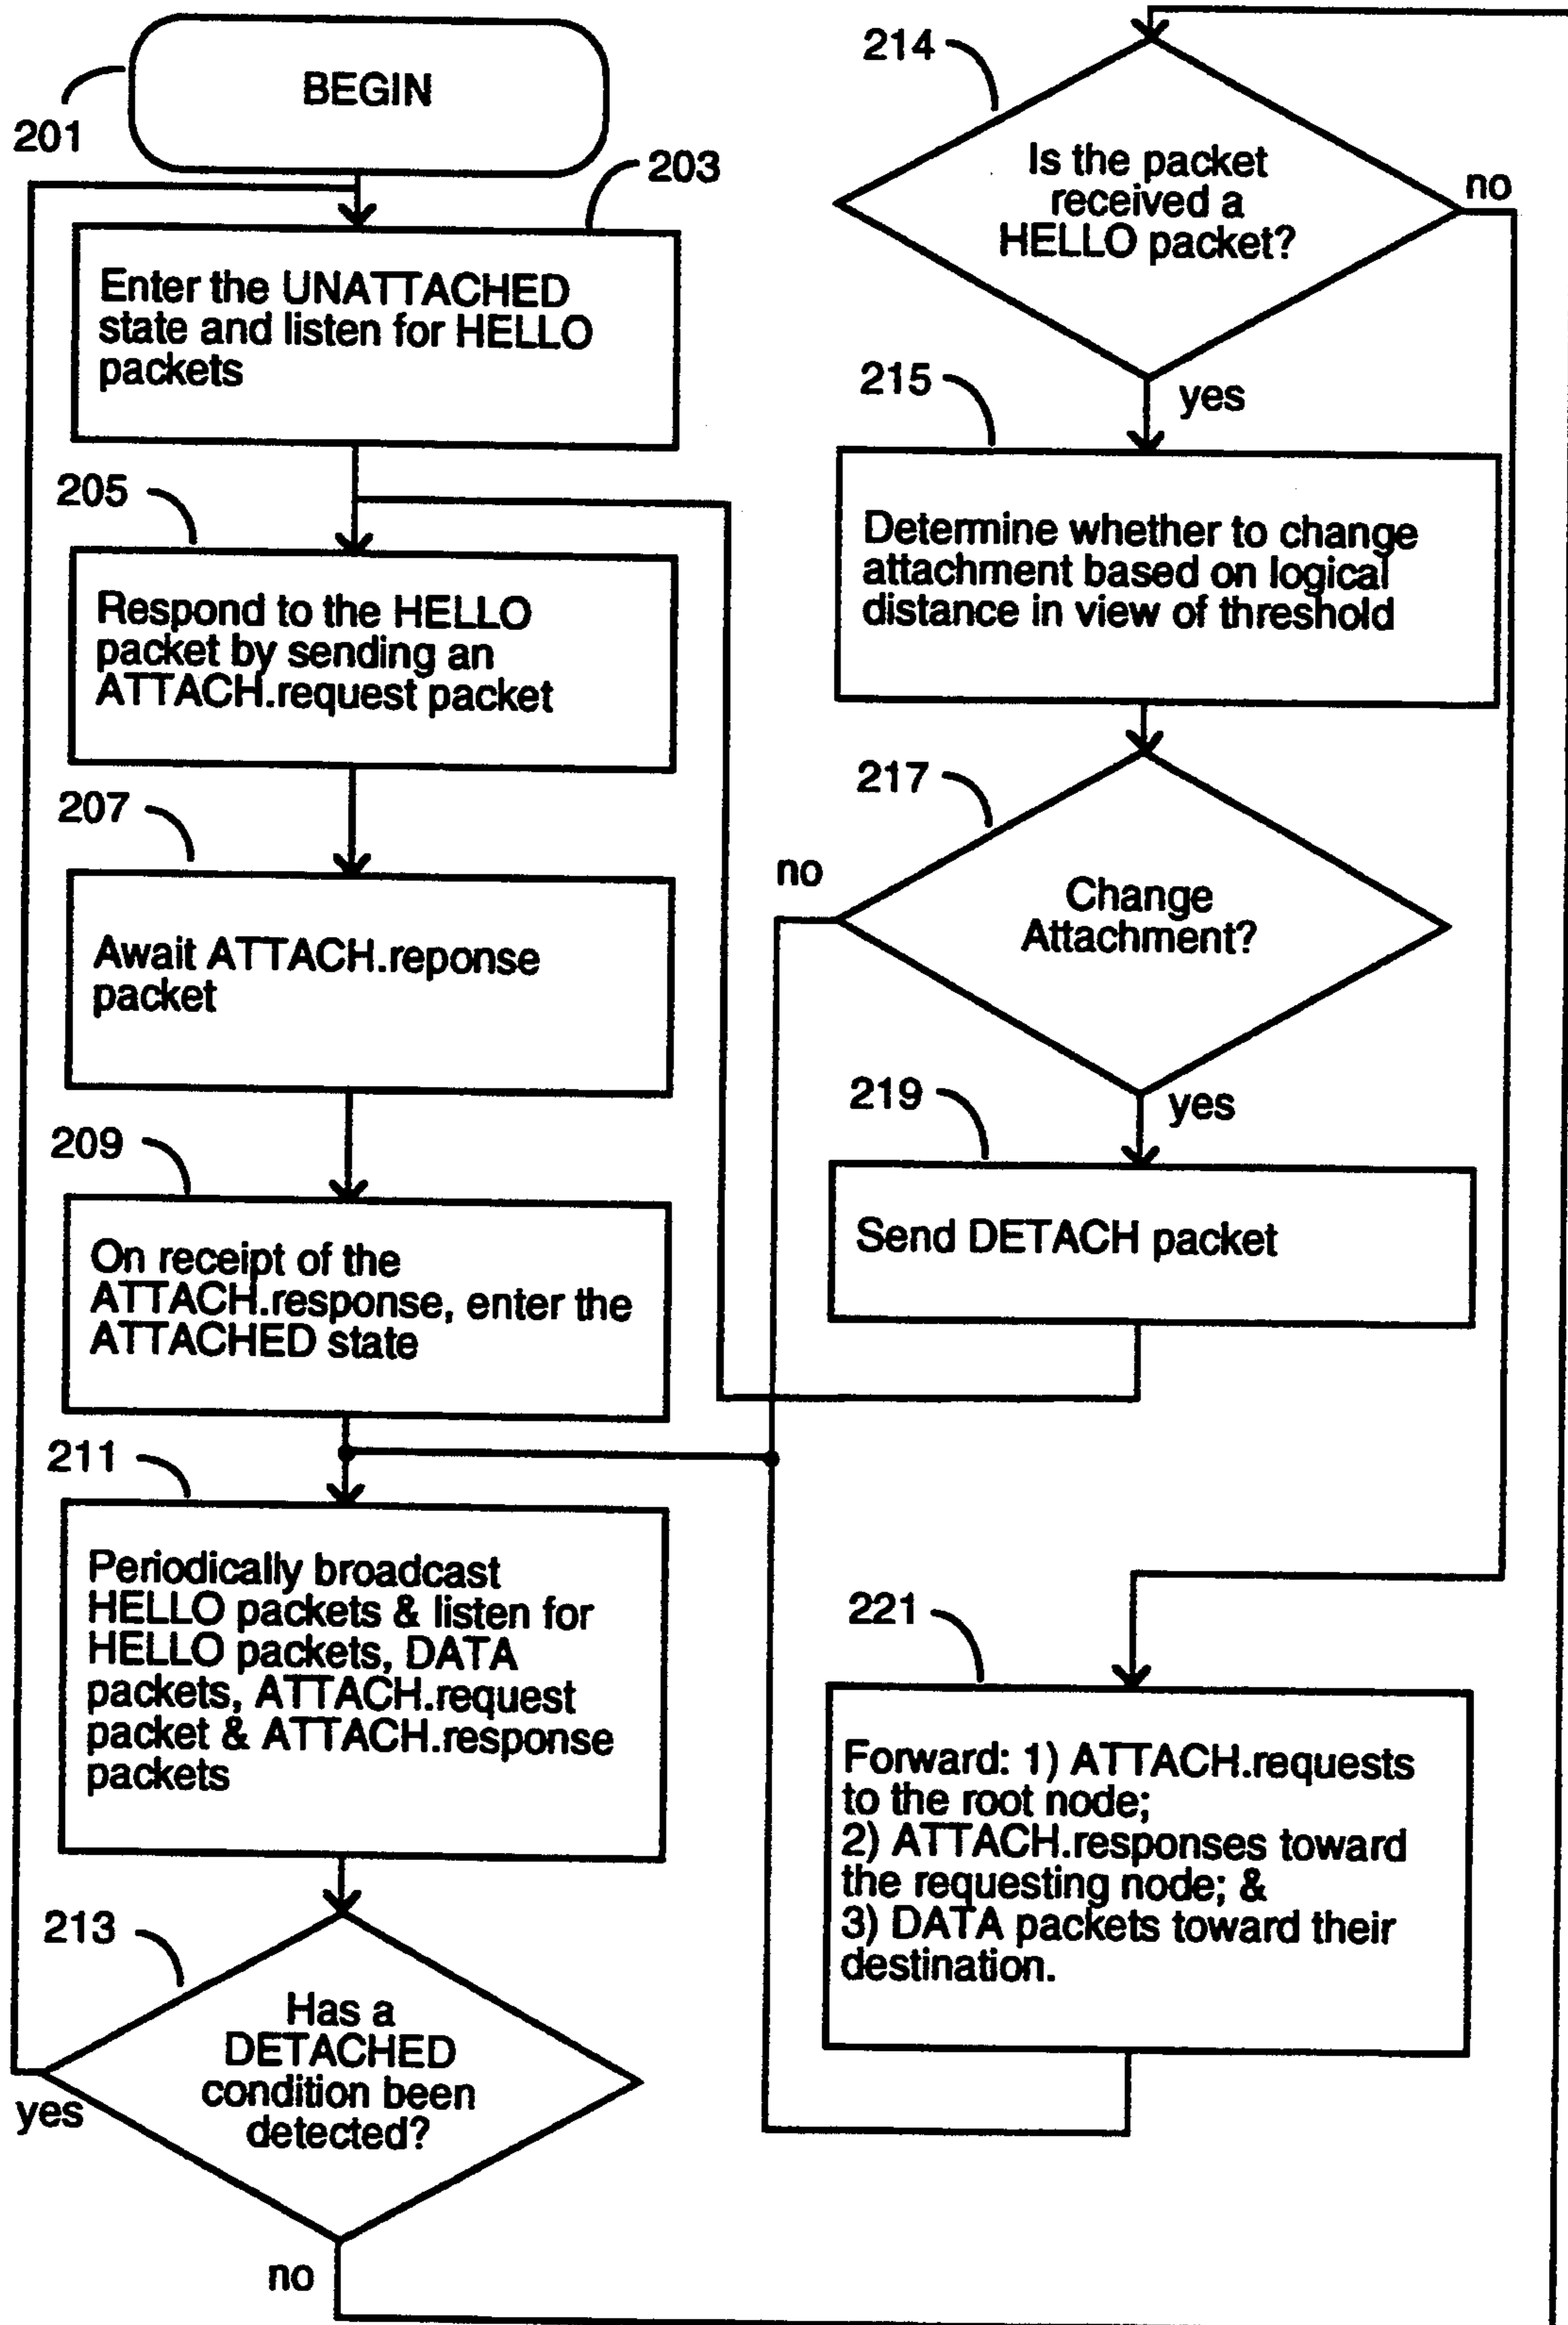 201
BEGIN
203
Enter the UNATTACHED
state and listen for HELLO
packets
205
Respond to the HELLO
packet by sending an
ATTACH.request packet
207
Await ATTACH.reponse
packet
209
On receipt of the
ATTACH.response, enter the
ATTACHED state
211
Periodically broadcast
HELLO packets & listen for
HELLO packets, DATA
packets, ATTACH.request
packet & ATTACH.response
packets
213
Has a
DETACHED
condition been
detected?
yes
no
214
Is the packet
received a
HELLO packet?
no
yes
215
Determine whether to change
attachment based on logical
distance in view of threshold
217
no
Change
Attachment?
yes
219
Send DETACH packet
221
Forward: 1) ATTACH.requests
to the root node;
2) ATTACH.responses toward
the requesting node; &
3) DATA packets toward their
destination.